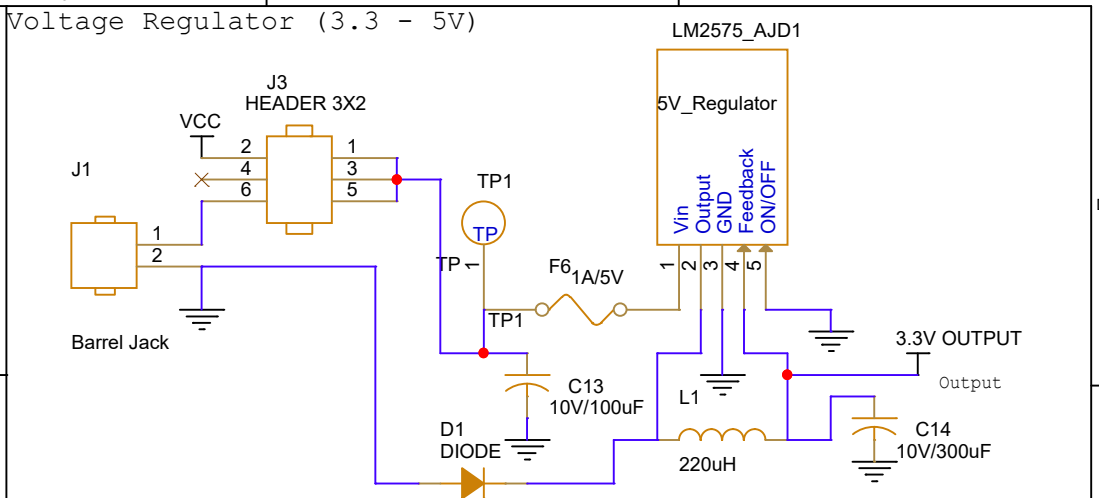 Voltage Regulator (3.3 - 5V)
LM2575_AJD1
5V_Regulator
Vin
Output
GND
Feedback
ON/OFF
1
2
3
4
5
J3
HEADER 3X2
VCC
2
4
6
1
3
5
J1
1
2
Barrel Jack
TP1
TP
TP
1
TP1
F6
1A/5V
C13
10V/100uF
D1
DIODE
L1
220uH
3.3V OUTPUT
Output
C14
10V/300uF